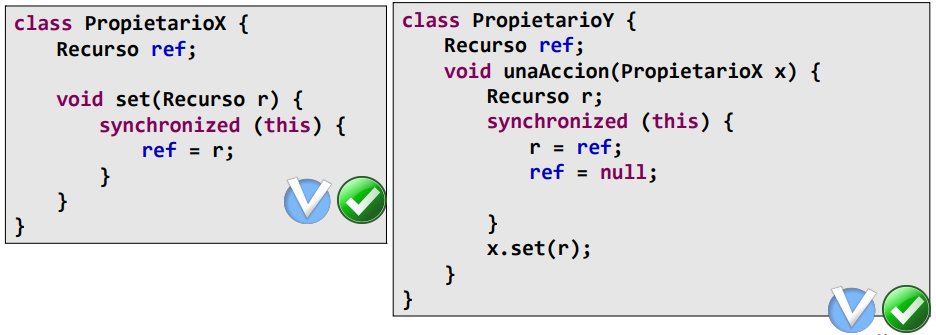 class PropietarioX {
Recurso ref;
void set(Recurso r) {
synchronized (this) {
ref = r;
}
}
}
class PropietarioY {
Recurso ref;
void unaAccion(PropietarioX x) {
Recurso r;
synchronized (this) {
r = ref;
ref = null;
}
x.set(r);
}
}